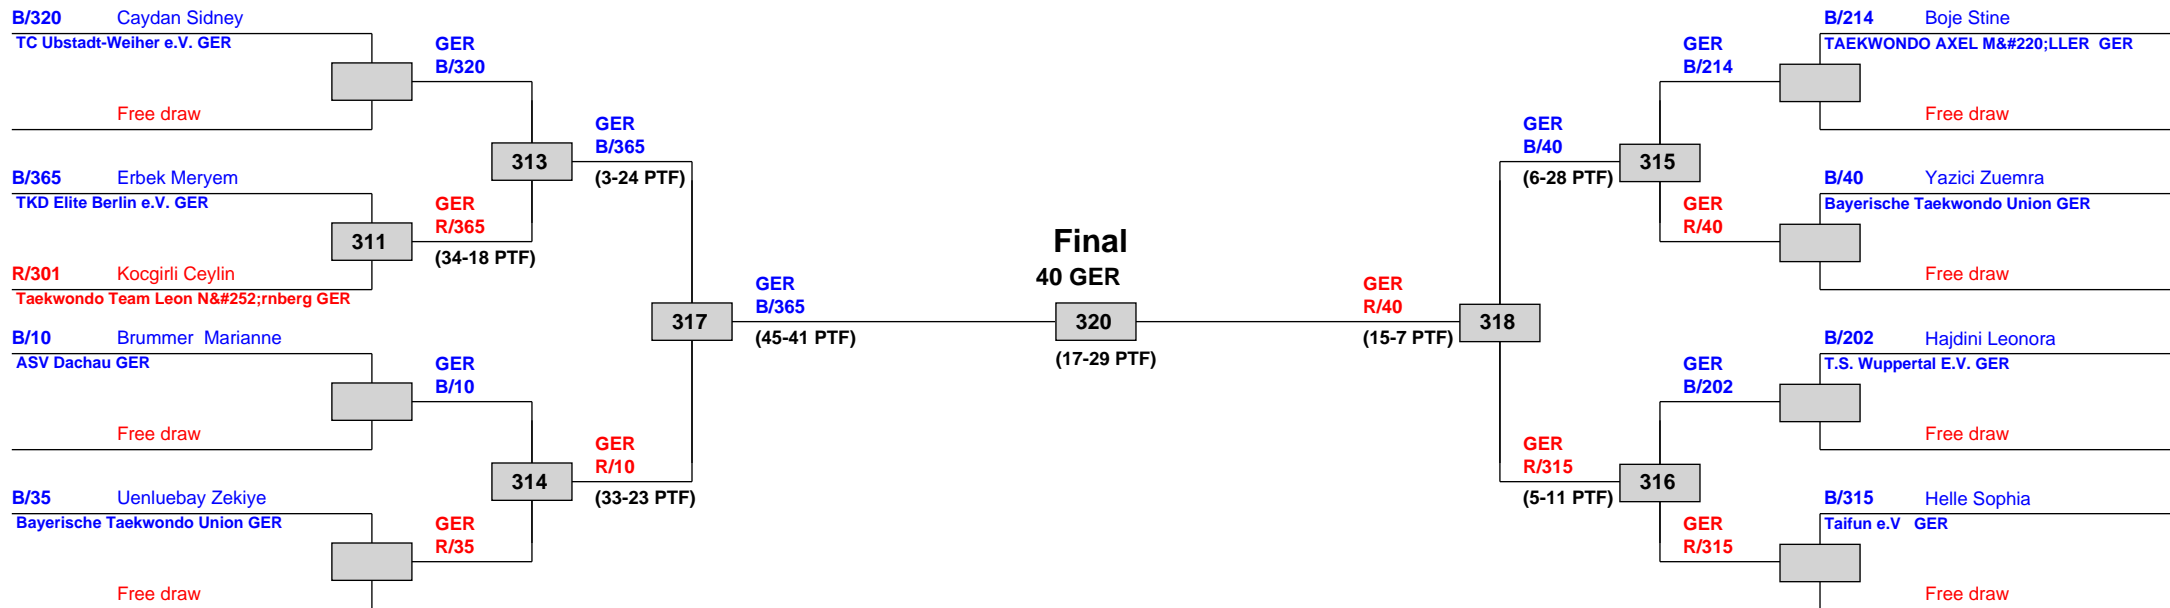 B/320 Caydan Sidney
TC Ubstadt-Weiher e.V. GER
Free draw
B/365 Erbek Meryem
TKD Elite Berlin e.V. GER
311
R/301 Kocgirli Ceylin
Taekwondo Team Leon N&#252;rnberg GER
B/10 Brummer  Marianne
ASV Dachau GER
Free draw
B/35 Uenluebay Zekiye
Bayerische Taekwondo Union GER
Free draw
GER
B/320
313
GER
R/365
(34-18 PTF)
GER
B/10
314
GER
R/35
GER
B/365
(3-24 PTF)
317
GER
R/10
(33-23 PTF)
GER
B/365
(45-41 PTF)
Final
40 GER
320
(17-29 PTF)
GER
R/40
(15-7 PTF)
318
GER
B/40
(6-28 PTF)
315
GER
R/315
(5-11 PTF)
316
GER
B/214
GER
R/40
GER
B/202
GER
R/315
B/214 Boje Stine
TAEKWONDO AXEL M&#220;LLER  GER
Free draw
B/40 Yazici Zuemra
Bayerische Taekwondo Union GER
Free draw
B/202 Hajdini Leonora
T.S. Wuppertal E.V. GER
Free draw
B/315 Helle Sophia
Taifun e.V   GER
Free draw